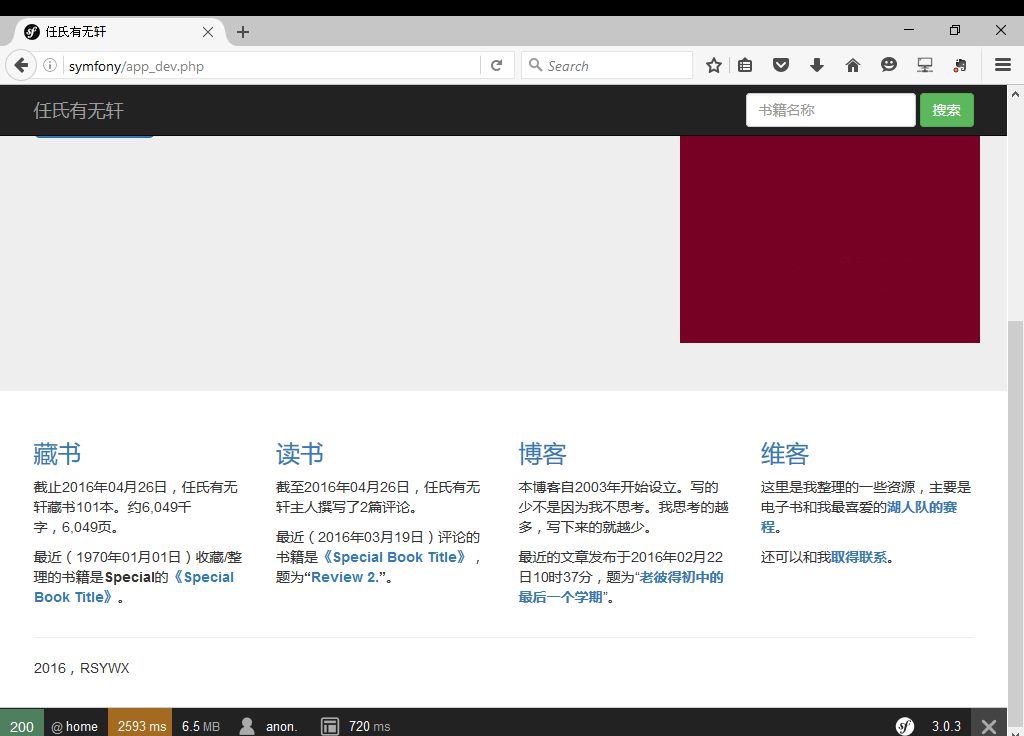 任氏有无轩
symfony/app_dev.php
Search
任氏有无轩
书籍名称
搜索
藏书
截止2016年04月26日，任氏有无
轩藏书101本。约6,049千
字，6,049页。
最近（1970年01月01日）收藏/整
理的书籍是Special的《Special
Book Title》。
读书
截至2016年04月26日，任氏有无
轩主人撰写了2篇评论。
最近（2016年03月19日）评论的
书籍是《Special Book Title》，
题为“Review 2.”。
博客
本博客自2003年开始设立。写的
少不是因为我不思考。我思考的越
多，写下来的就越少。
最近的文章发布于2016年02月22
日10时37分，题为“老彼得初中的
最后一个学期”。
维客
这里是我整理的一些资源，主要是
电子书和我最喜爱的湖人队的赛
程。
还可以和我取得联系。
2016，RSYWX
200 @ home 2593 ms 6.5 MB anon. 720 ms sf 3.0.3